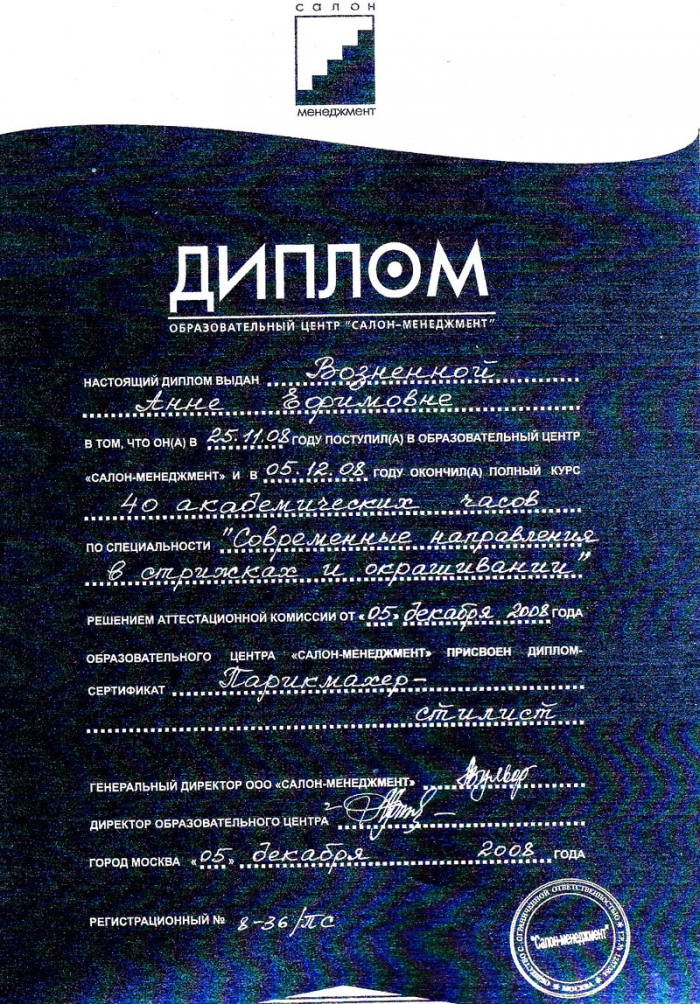 салон
менеджмент
ДИПЛОМ
ОБРАЗОВАТЕЛЬНЫЙ ЦЕНТР "САЛОН-МЕНЕДЖМЕНТ"
НАСТОЯЩИЙ ДИПЛОМ ВЫДАН Возненной
Анне Ефимовне
В ТОМ, ЧТО ОН(А) В 25.11.08 ГОДУ ПОСТУПИЛ(А) В ОБРАЗОВАТЕЛЬНЫЙ ЦЕНТР
«САЛОН-МЕНЕДЖМЕНТ» И В 05.12.08 ГОДУ ОКОНЧИЛ(А) ПОЛНЫЙ КУРС
40 академических часов
ПО СПЕЦИАЛЬНОСТИ "Современные направления
в стрижках и окрашивании"
РЕШЕНИЕМ АТТЕСТАЦИОННОЙ КОМИССИИ ОТ «05» декабря 2008 ГОДА
ОБРАЗОВАТЕЛЬНОГО ЦЕНТРА «САЛОН-МЕНЕДЖМЕНТ» ПРИСВОЕН ДИПЛОМ-
СЕРТИФИКАТ Парикмахер-
стилист
ГЕНЕРАЛЬНЫЙ ДИРЕКТОР ООО «САЛОН-МЕНЕДЖМЕНТ»
ДИРЕКТОР ОБРАЗОВАТЕЛЬНОГО ЦЕНТРА
ГОРОД МОСКВА «05» декабря 2008 ГОДА
РЕГИСТРАЦИОННЫЙ № 8-36/ПС
ОБЩЕСТВО С ОГРАНИЧЕННОЙ ОТВЕТСТВЕННОСТЬЮ
"Салон-менеджмент"